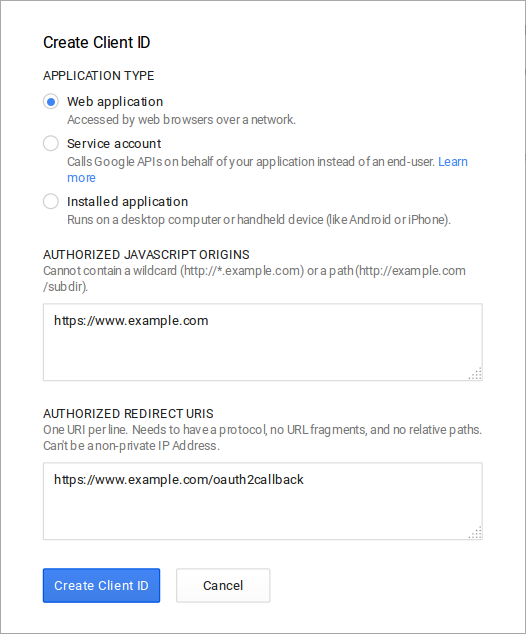 Create Client ID
APPLICATION TYPE
Web application
Accessed by web browsers over a network.
Service account
Calls Google APIs on behalf of your application instead of an end-user. Learn
more
Installed application
Runs on a desktop computer or handheld device (like Android or iPhone).
AUTHORIZED JAVASCRIPT ORIGINS
Cannot contain a wildcard (http://*.example.com) or a path (http://example.com
/subdir).
https://www.example.com
AUTHORIZED REDIRECT URIS
One URI per line. Needs to have a protocol, no URL fragments, and no relative paths.
Can't be a non-private IP Address.
https://www.example.com/oauth2callback
Create Client ID
Cancel